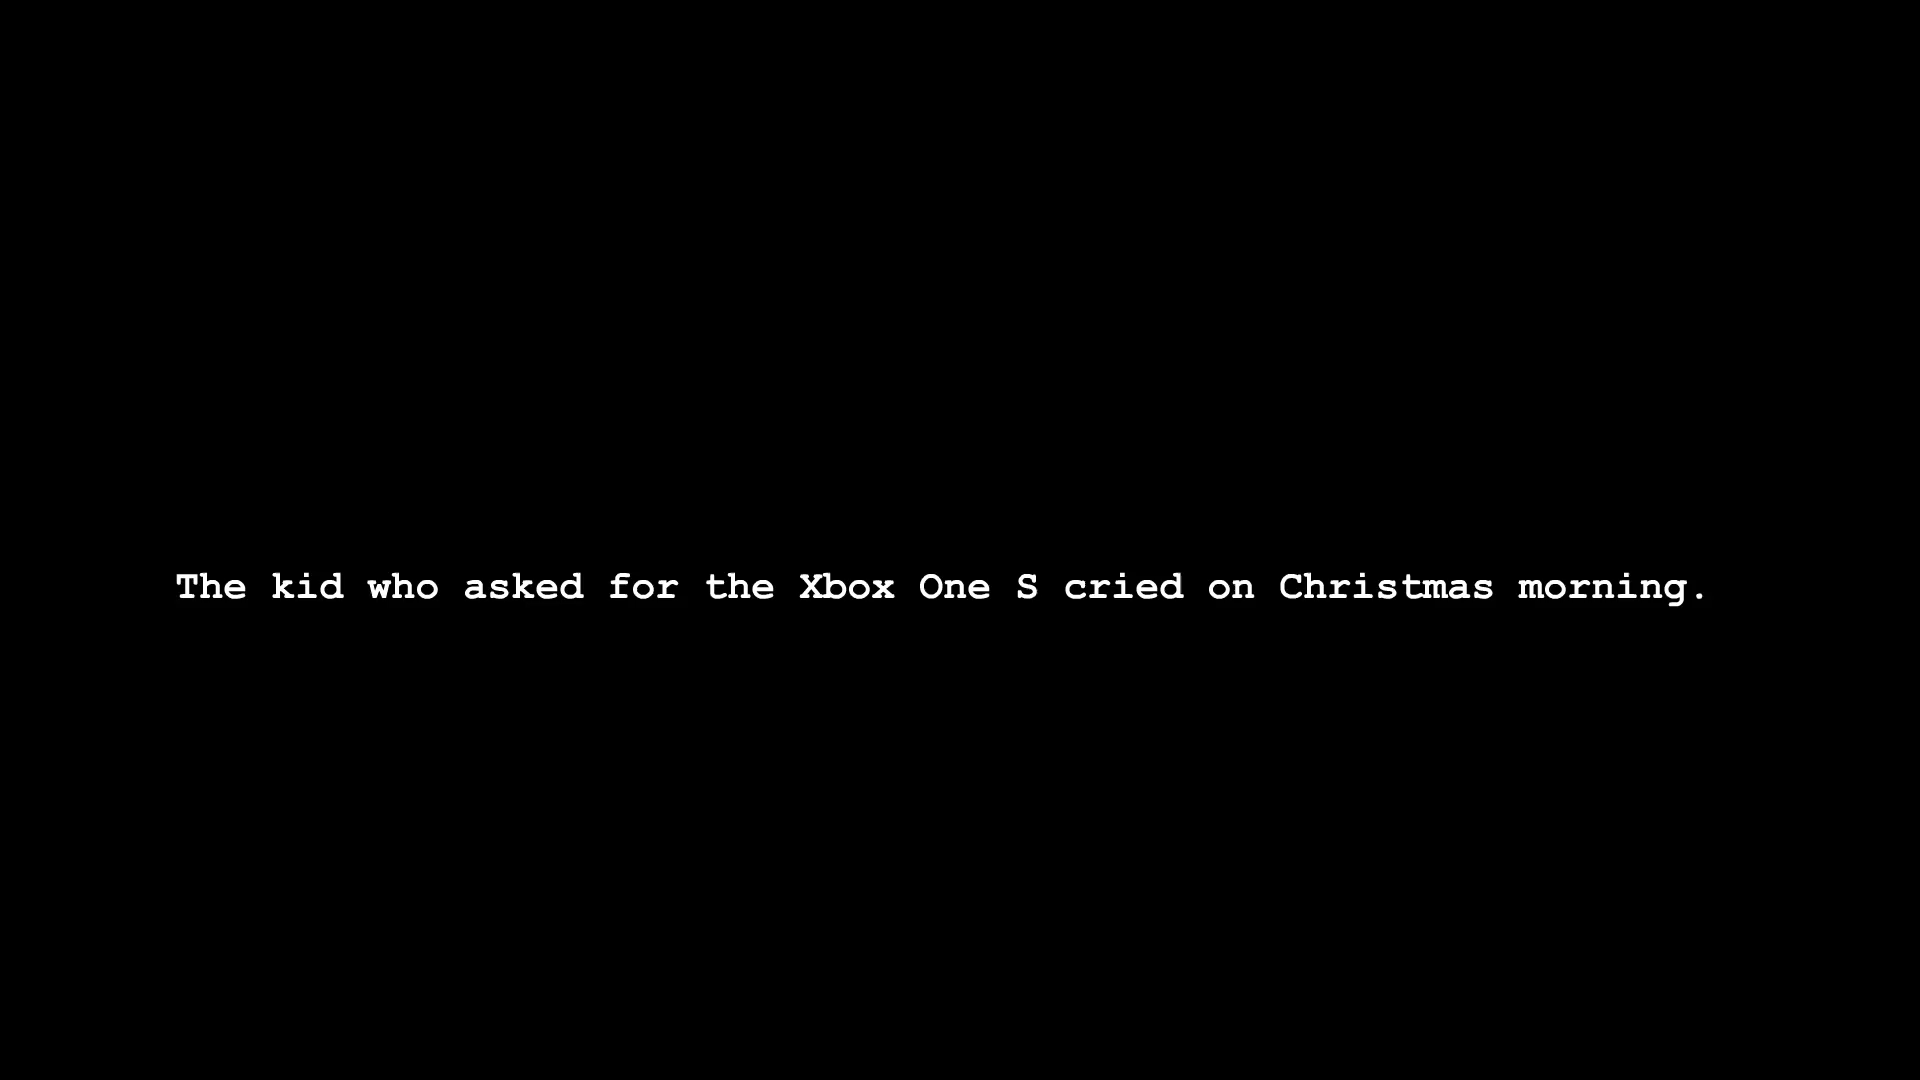 The kid who asked for the Xbox One S cried on Christmas morning.